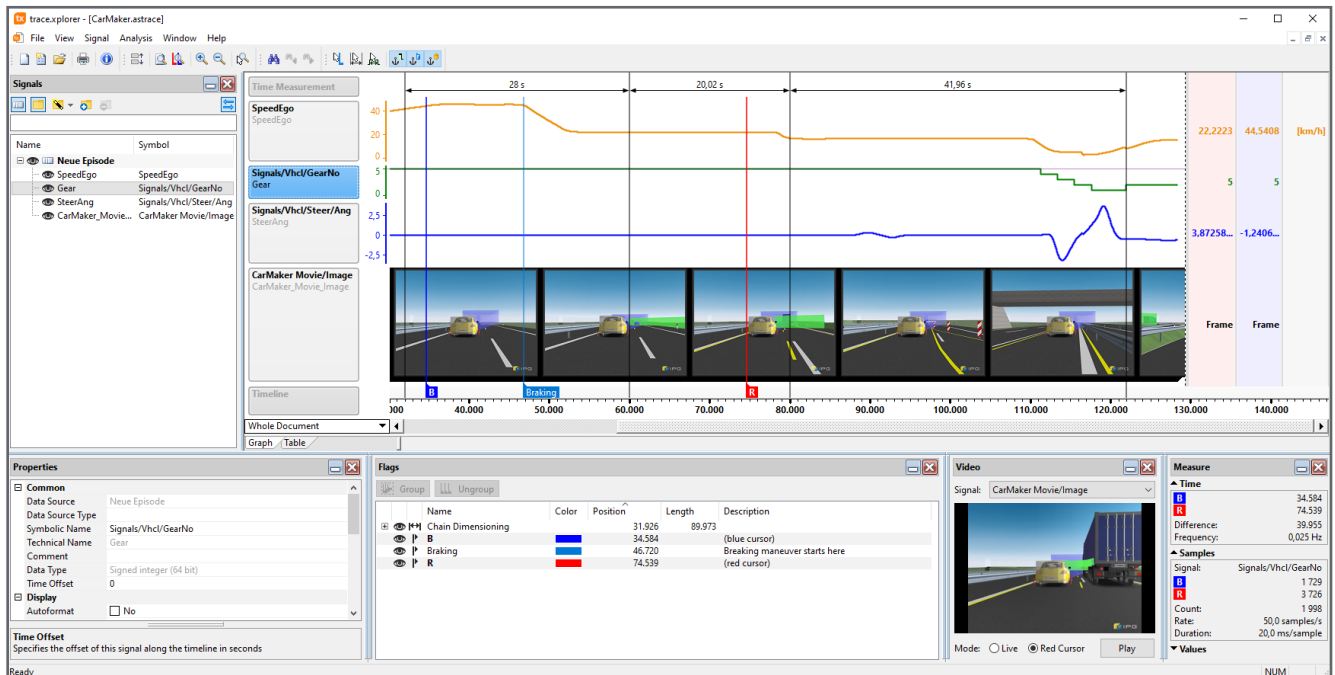 trace.xplorer - [CarMaker.astrace]
File View Signal Analysis Window Help
Signals
Name Symbol
Neue Episode
SpeedEgo SpeedEgo
Gear Signals/Vhcl/GearNo
SteerAng Signals/Vhcl/Steer/Ang
CarMaker_Movie... CarMaker Movie/Image
Time Measurement
28 s 20,02 s 41,96 s
SpeedEgo
SpeedEgo
40
20
0
22,2223 44,5408 [km/h]
Signals/Vhcl/GearNo
Gear
5
0
5 5
Signals/Vhcl/Steer/Ang
SteerAng
2,5
0
-2,5
3,87258... -1,2406...
CarMaker Movie/Image
CarMaker_Movie_Image
Frame Frame
IPG IPG IPG IPG IPG
Timeline
B Braking R
000 40.000 50.000 60.000 70.000 80.000 90.000 100.000 110.000 120.000 130.000 140.000
Whole Document
Graph Table
Properties
Common
Data Source Neue Episode
Data Source Type
Symbolic Name Signals/Vhcl/GearNo
Technical Name Gear
Comment
Data Type Signed integer (64 bit)
Time Offset 0
Display
Autoformat No
Time Offset
Specifies the offset of this signal along the timeline in seconds
Flags
Group Ungroup
Name Color Position Length Description
Chain Dimensioning 31.926 89.973
B 34.584 (blue cursor)
Braking 46.720 Breaking maneuver starts here
R 74.539 (red cursor)
Video
Signal: CarMaker Movie/Image
IPG
Mode: Live Red Cursor Play
Measure
Time
B 34.584
R 74.539
Difference: 39.955
Frequency: 0,025 Hz
Samples
Signal: Signals/Vhcl/GearNo
B 1 729
R 3 726
Count: 1 998
Rate: 50,0 samples/s
Duration: 20,0 ms/sample
Values
Ready NUM